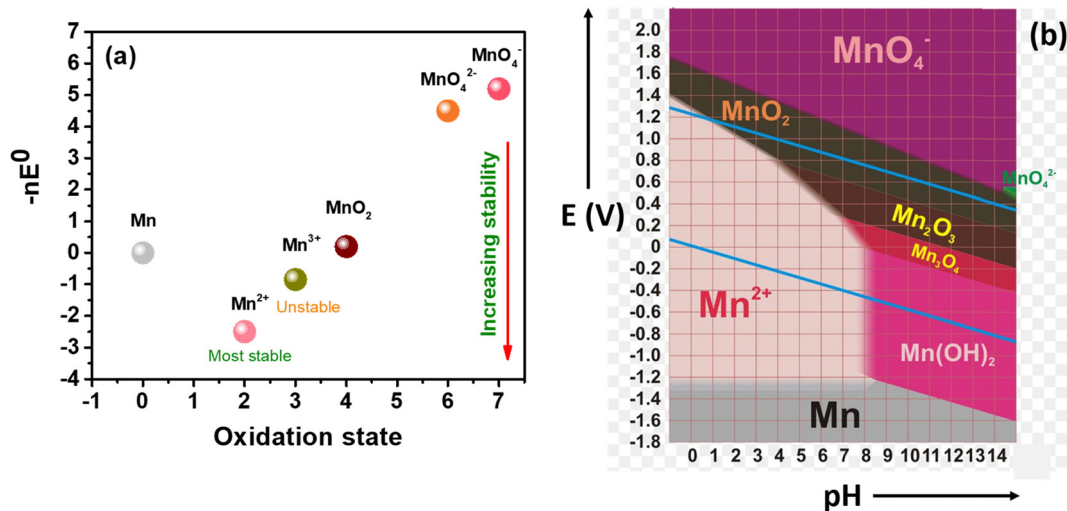 (a)
-7
6
5
4
3
2
1
0
-1
-2
-3
-4
-nE⁰
Mn
Mn²⁺
Most stable
Mn³⁺
Unstable
MnO₂
MnO₄²⁻
MnO₄⁻
Increasing stability
-1 0 1 2 3 4 5 6 7
Oxidation state
(b)
2.0
1.8
1.6
1.4
1.2
1.0
0.8
0.6
0.4
0.2
0
-0.2
-0.4
-0.6
-0.8
-1.0
-1.2
-1.4
-1.6
-1.8
E (V)
MnO₄⁻
MnO₂
MnO₄²⁻
Mn₂O₃
Mn₃O₄
Mn²⁺
Mn(OH)₂
Mn
0 1 2 3 4 5 6 7 8 9 10 11 12 13 14
pH